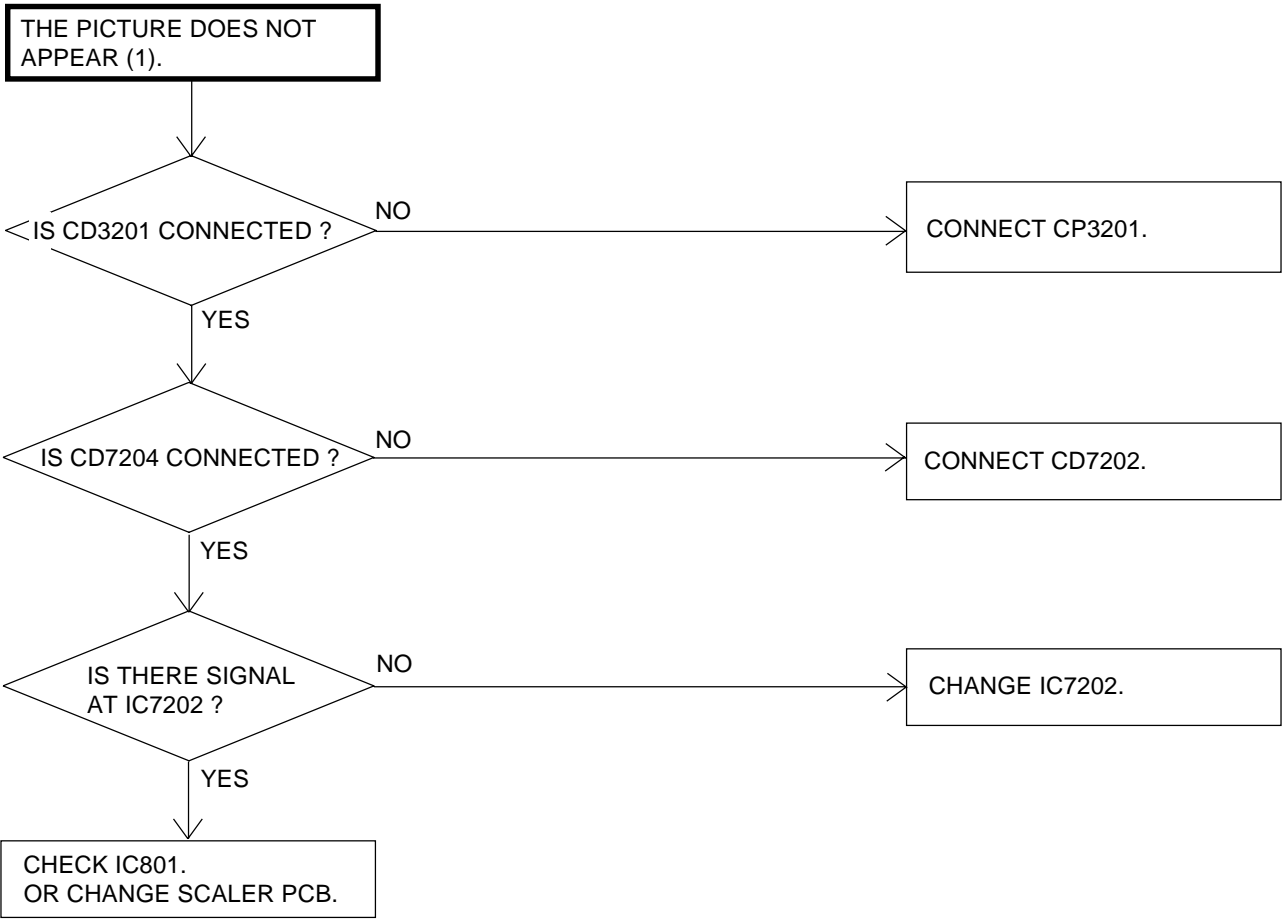 THE PICTURE DOES NOT
APPEAR (1).
IS CD3201 CONNECTED ?
NO
CONNECT CP3201.
YES
IS CD7204 CONNECTED ?
NO
CONNECT CD7202.
YES
IS THERE SIGNAL
AT IC7202 ?
NO
CHANGE IC7202.
YES
CHECK IC801.
OR CHANGE SCALER PCB.